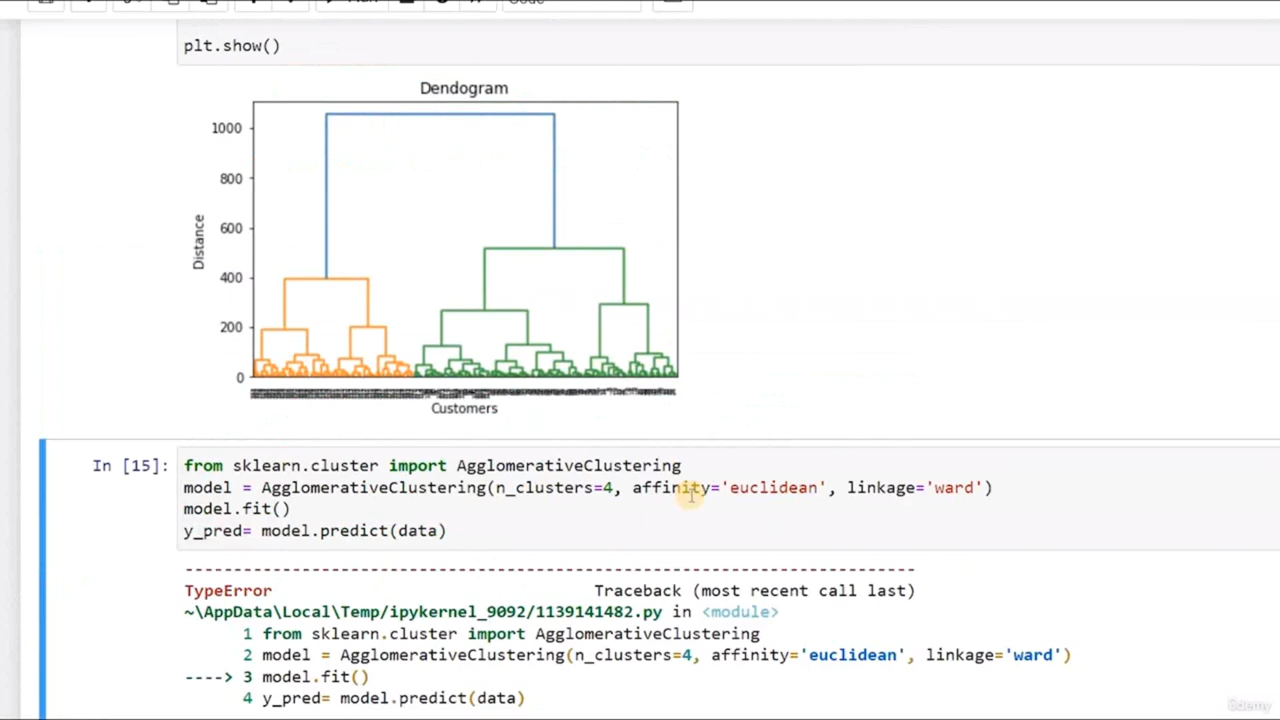 plt.show()
Dendogram
1000
800
600
400
200
0
Distance
Customers
In [15]:
from sklearn.cluster import AgglomerativeClustering
model = AgglomerativeClustering(n_clusters=4, affinity='euclidean', linkage='ward')
model.fit()
y_pred= model.predict(data)
---------------------------------------------------------------------------
TypeError Traceback (most recent call last)
~\AppData\Local\Temp/ipykernel_9092/1139141482.py in <module>
1 from sklearn.cluster import AgglomerativeClustering
2 model = AgglomerativeClustering(n_clusters=4, affinity='euclidean', linkage='ward')
----> 3 model.fit()
4 y_pred= model.predict(data)
ûdemy